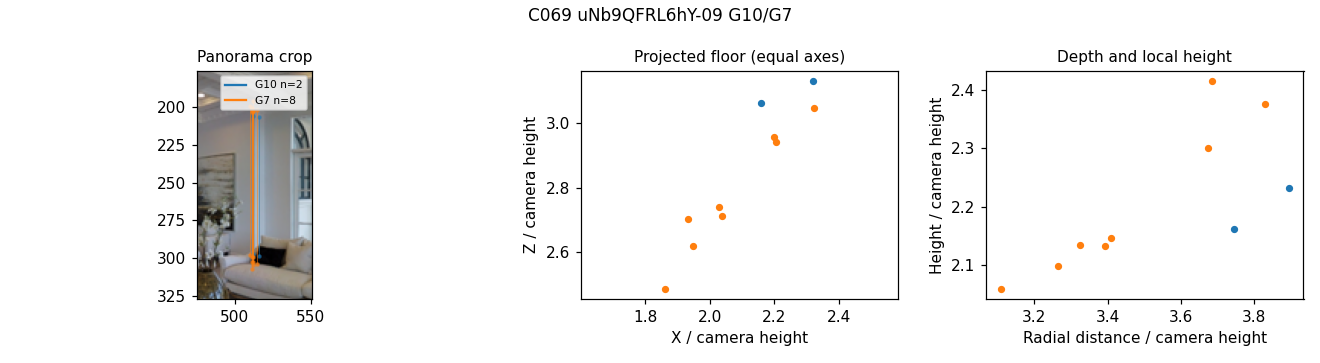 C069 uNb9QFRL6hY-09 G10/G7
Panorama crop
G10 n=2
G7 n=8
200
225
250
275
300
325
500
550
Projected floor (equal axes)
Z / camera height
3.0
2.8
2.6
1.8
2.0
2.2
2.4
X / camera height
Depth and local height
Height / camera height
2.4
2.3
2.2
2.1
3.2
3.4
3.6
3.8
Radial distance / camera height